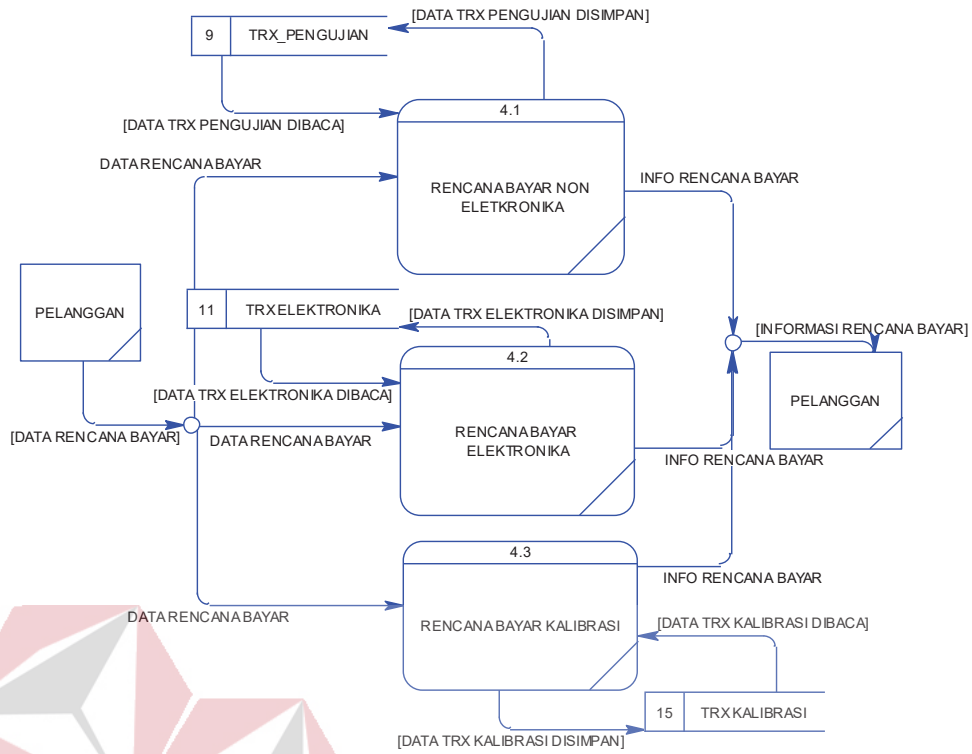 [DATA TRX PENGUJIAN DISIMPAN]
9 TRX_PENGUJIAN
4.1
[DATA TRX PENGUJIAN DIBACA]
DATA RENCANA BAYAR
RENCANA BAYAR NON
ELETKRONIKA
INFO RENCANA BAYAR
PELANGGAN
11 TRX ELEKTRONIKA
[DATA TRX ELEKTRONIKA DISIMPAN]
[INFORMASI RENCANA BAYAR]
4.2
[DATA TRX ELEKTRONIKA DIBACA]
PELANGGAN
[DATA RENCANA BAYAR]
DATA RENCANA BAYAR
RENCANA BAYAR
ELEKTRONIKA
INFO RENCANA BAYAR
4.3
INFO RENCANA BAYAR
DATA RENCANA BAYAR
RENCANA BAYAR KALIBRASI
[DATA TRX KALIBRASI DIBACA]
15 TRX KALIBRASI
[DATA TRX KALIBRASI DISIMPAN]